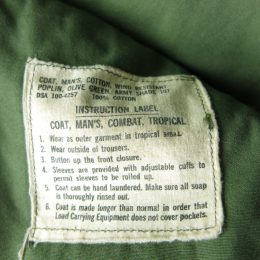 COAT, MAN'S, COTTON, WIND RESISTANT
POPLIN, OLIVE GREEN, ARMY SHADE 107
DSA 100-4257 100% COTTON
INSTRUCTION LABEL
COAT, MAN'S, COMBAT, TROPICAL
1. Wear as outer garment in tropical areas.
2. Wear outside of trousers.
3. Button up the front closure.
4. Sleeves are provided with adjustable cuffs to
permit sleeves to be rolled up.
5. Coat can be hand laundered. Make sure all soap
is thoroughly rinsed out.
6. Coat is made longer than normal in order that
Load Carrying Equipment does not cover pockets.